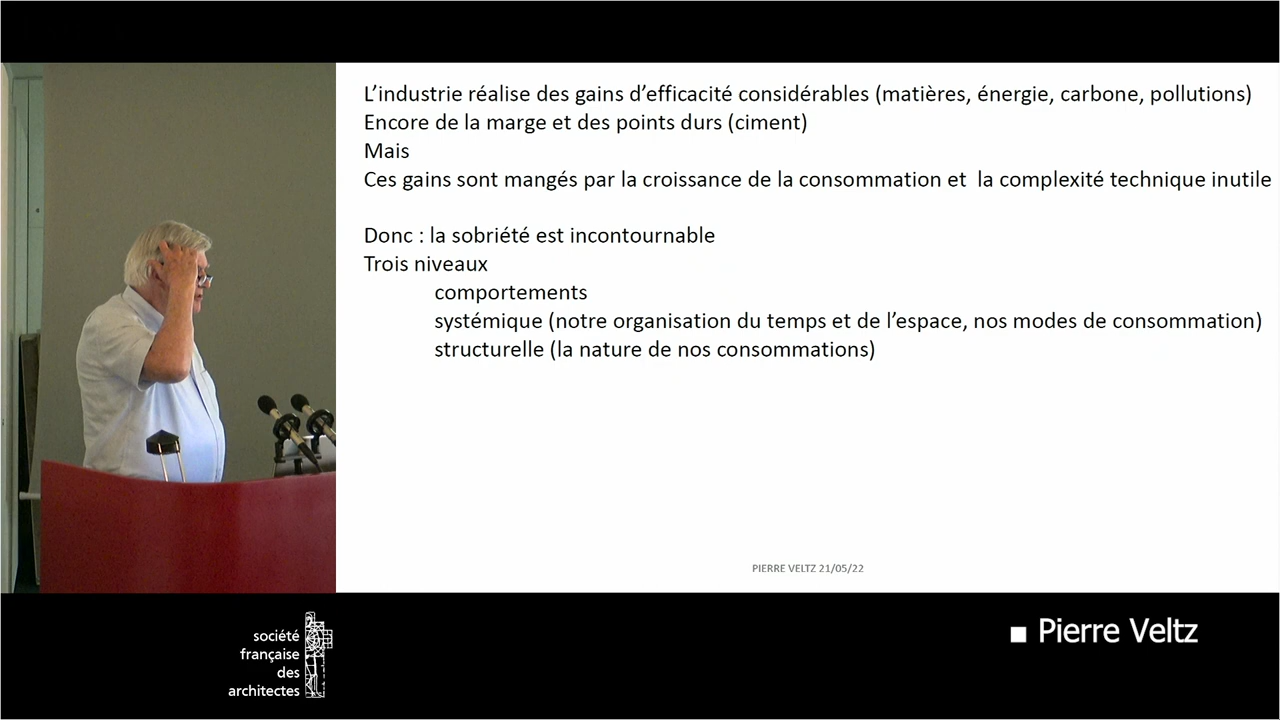 L'industrie réalise des gains d'efficacité considérables (matières, énergie, carbone, pollutions)
Encore de la marge et des points durs (ciment)
Mais
Ces gains sont mangés par la croissance de la consommation et  la complexité technique inutile
Donc : la sobriété est incontournable
Trois niveaux
comportements
systémique (notre organisation du temps et de l'espace, nos modes de consommation)
structurelle (la nature de nos consommations)
PIERRE VELTZ 21/05/22
société
française
des
architectes
Pierre Veltz